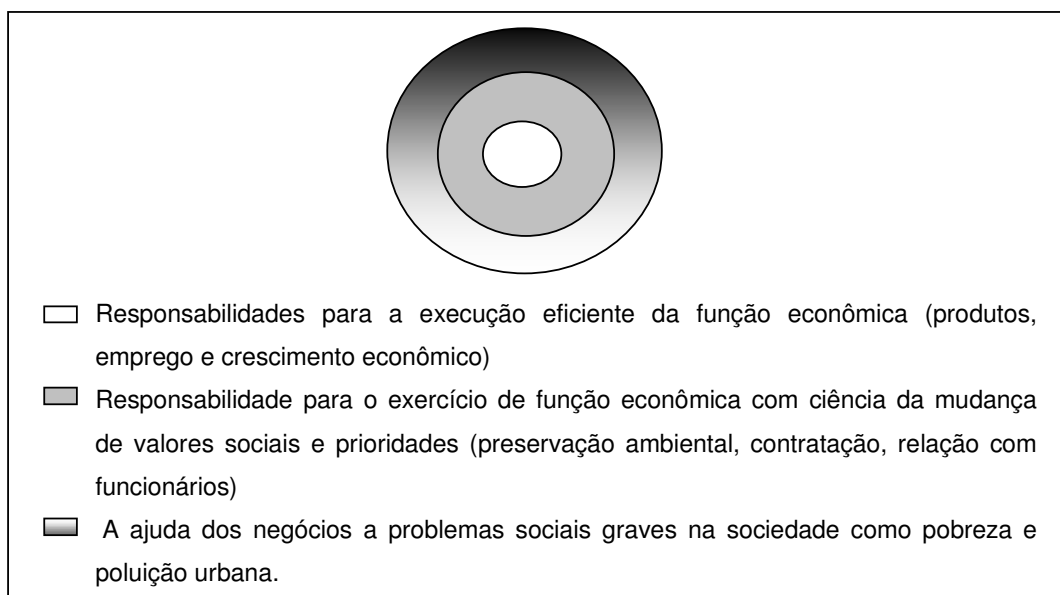 Responsabilidades para a execução eficiente da função econômica (produtos,
emprego e crescimento econômico)
Responsabilidade para o exercício de função econômica com ciência da mudança
de valores sociais e prioridades (preservação ambiental, contratação, relação com
funcionários)
A ajuda dos negócios a problemas sociais graves na sociedade como pobreza e
poluição urbana.